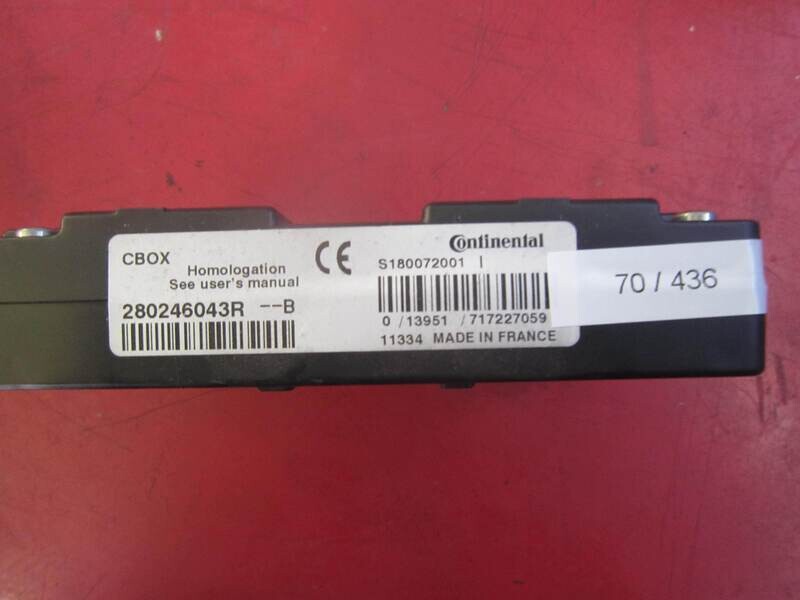 CBOX
Homologation
See user's manual
280246043R --B
CE
Continental
S180072001 I
0 /13951 /717227059
11334 MADE IN FRANCE
70 / 436